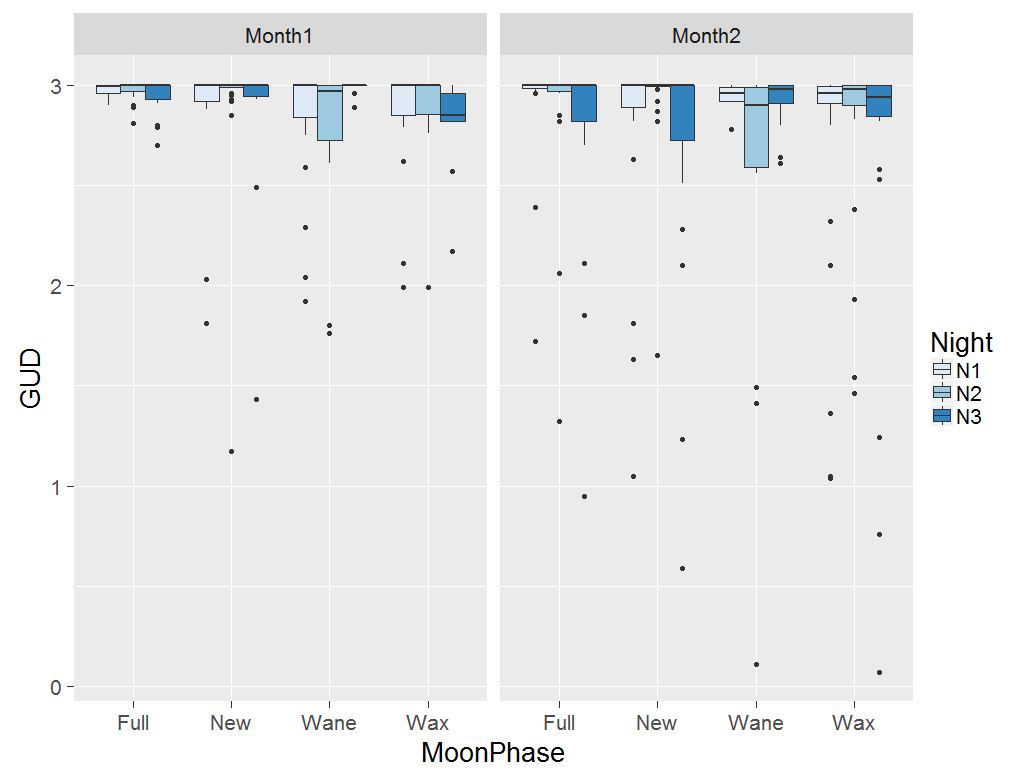 Month1 Month2
3
2
1
0
GUD
Full New Wane Wax Full New Wane Wax
MoonPhase
Night
N1
N2
N3